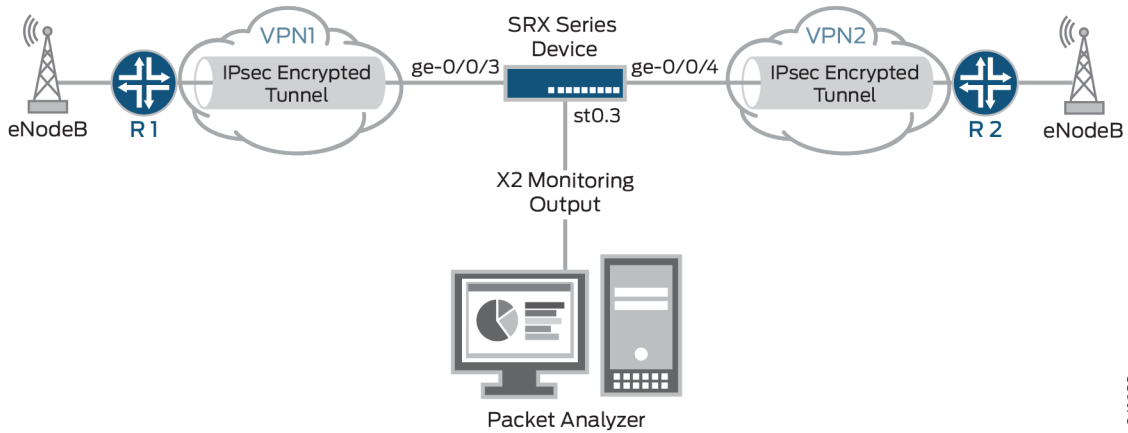 SRX Series
Device
VPN1
VPN2
IPsec Encrypted
Tunnel
ge-0/0/3
ge-0/0/4
IPsec Encrypted
Tunnel
st0.3
eNodeB
R 1
R 2
eNodeB
X2 Monitoring
Output
Packet Analyzer